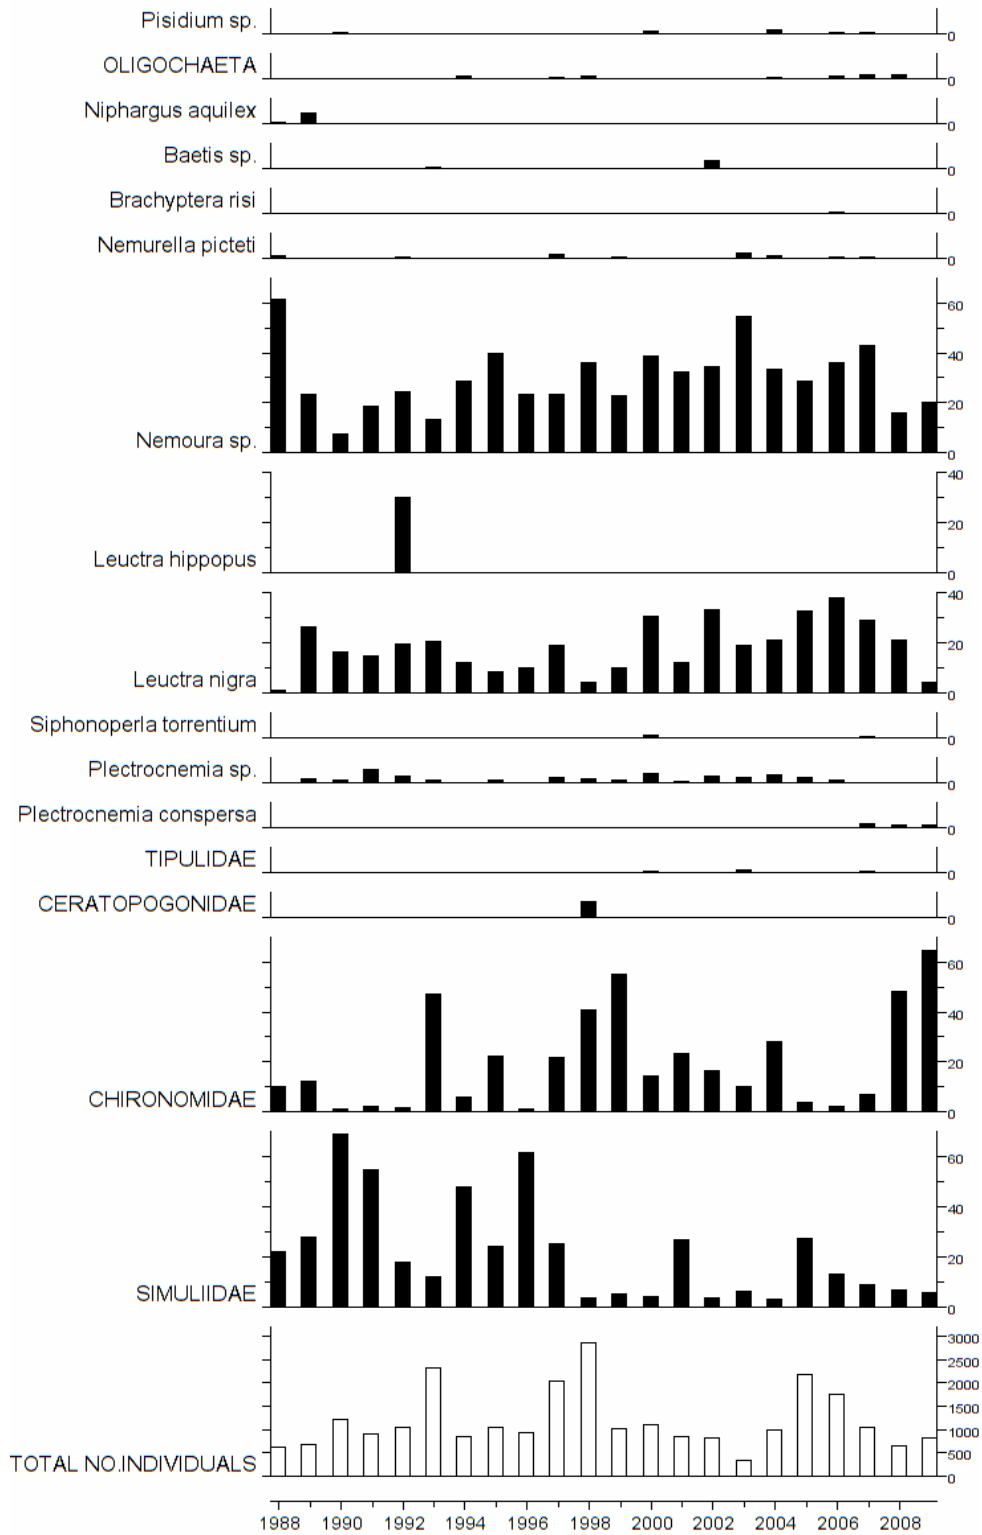 Pisidium sp.
0
OLIGOCHAETA
0
Niphargus aquilex
0
Baetis sp.
0
Brachyptera risi
0
Nemurella picteti
0
60
40
20
Nemoura sp.
0
40
20
Leuctra hippopus
0
40
20
Leuctra nigra
0
Siphonoperla torrentium
0
Plectrocnemia sp.
0
Plectrocnemia conspersa
0
TIPULIDAE
0
CERATOPOGONIDAE
0
60
40
20
CHIRONOMIDAE
0
60
40
20
SIMULIIDAE
0
3000
2500
2000
1500
1000
500
TOTAL NO.INDIVIDUALS
0
1988 1990 1992 1994 1996 1998 2000 2002 2004 2006 2008